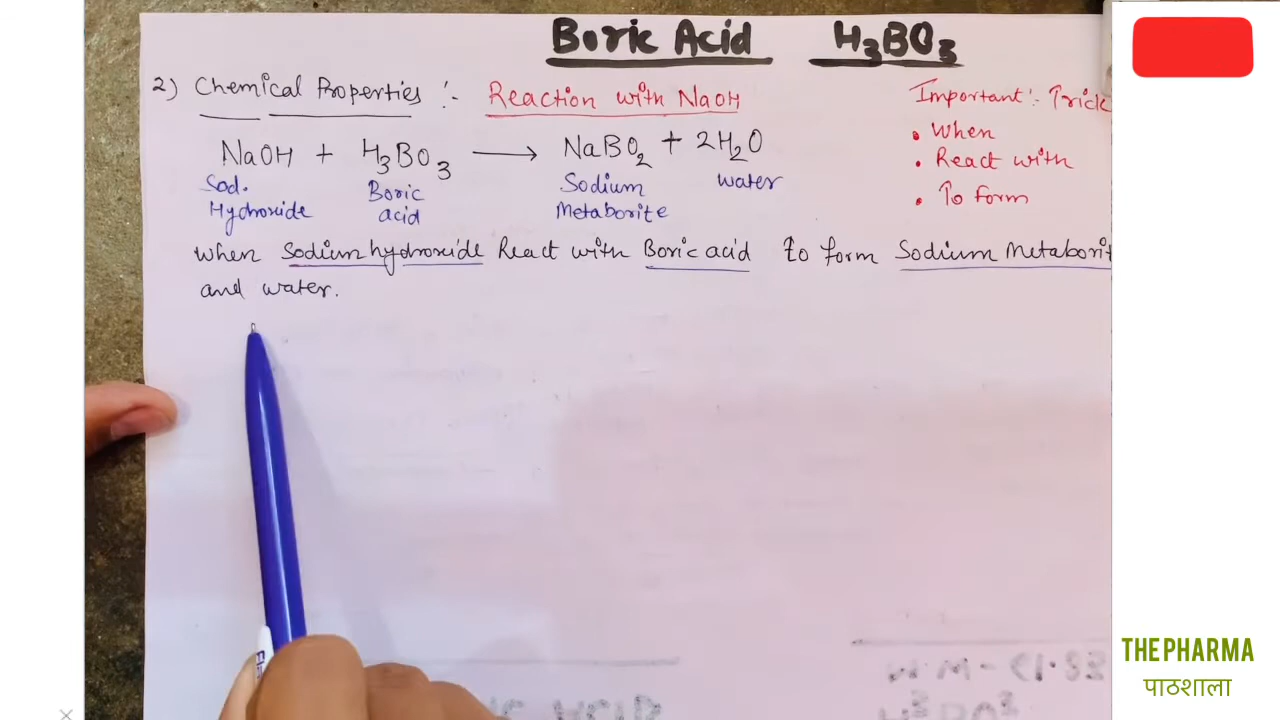 Boric Acid H₃BO₃
2) Chemical Properties :- Reaction with NaOH
NaOH + H₃BO₃ ⟶ NaBO₂ + 2H₂O
Sod. Hydroxide
Boric acid
Sodium Metaborite
water
when Sodium hydroxide React with Boric acid to form Sodium Metaborit
and water.
Important :- Trick
• When
• React with
• To form
THE PHARMA
पाठशाला